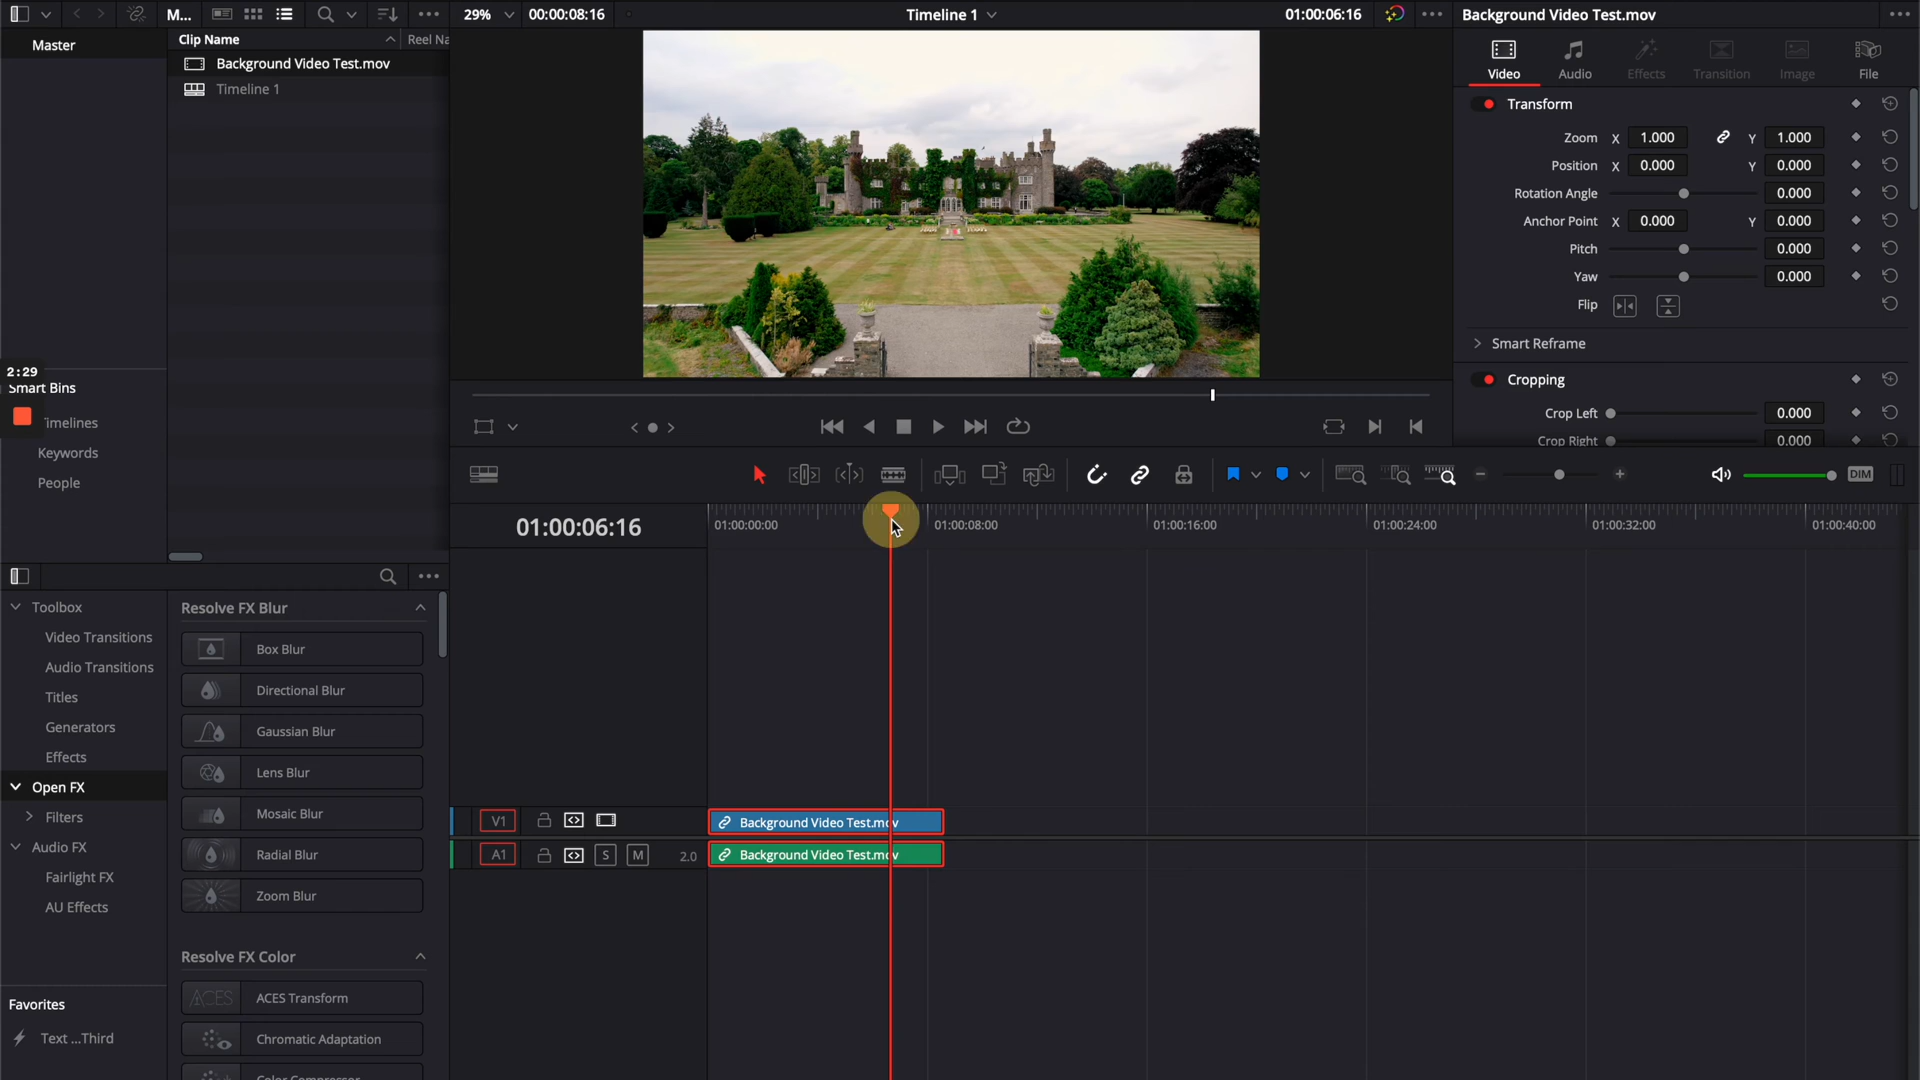 M...
29%
00:00:08:16
Timeline 1
01:00:06:16
Background Video Test.mov
Master
Clip Name
Reel Na
Background Video Test.mov
Timeline 1
Video
Audio
Effects
Transition
Image
File
Transform
Zoom X 1.000 Y 1.000
Position X 0.000 Y 0.000
Rotation Angle 0.000
Anchor Point X 0.000 Y 0.000
Pitch 0.000
Yaw 0.000
Flip
Smart Reframe
Cropping
Crop Left 0.000
Crop Right 0.000
2:29
Smart Bins
Timelines
Keywords
People
DIM
01:00:06:16
01:00:00:00
01:00:08:00
01:00:16:00
01:00:24:00
01:00:32:00
01:00:40:00
Toolbox
Video Transitions
Audio Transitions
Titles
Generators
Effects
Open FX
Filters
Audio FX
Fairlight FX
AU Effects
Favorites
Text ...Third
Resolve FX Blur
Box Blur
Directional Blur
Gaussian Blur
Lens Blur
Mosaic Blur
Radial Blur
Zoom Blur
Resolve FX Color
ACES ACES Transform
Chromatic Adaptation
Color Compressor
V1
Background Video Test.mov
A1 S M 2.0
Background Video Test.mov